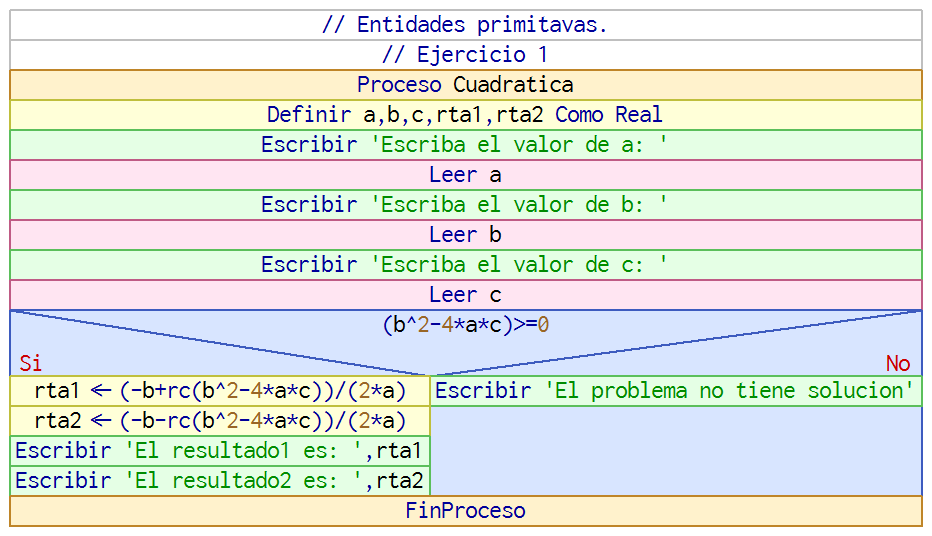 // Entidades primitavas.
// Ejercicio 1
Proceso Cuadratica
Definir a,b,c,rta1,rta2 Como Real
Escribir 'Escriba el valor de a: '
Leer a
Escribir 'Escriba el valor de b: '
Leer b
Escribir 'Escriba el valor de c: '
Leer c
(b^2-4*a*c)>=0
Si
No
rta1 ← (-b+rc(b^2-4*a*c))/(2*a)
rta2 ← (-b-rc(b^2-4*a*c))/(2*a)
Escribir 'El resultado1 es: ',rta1
Escribir 'El resultado2 es: ',rta2
Escribir 'El problema no tiene solucion'
FinProceso